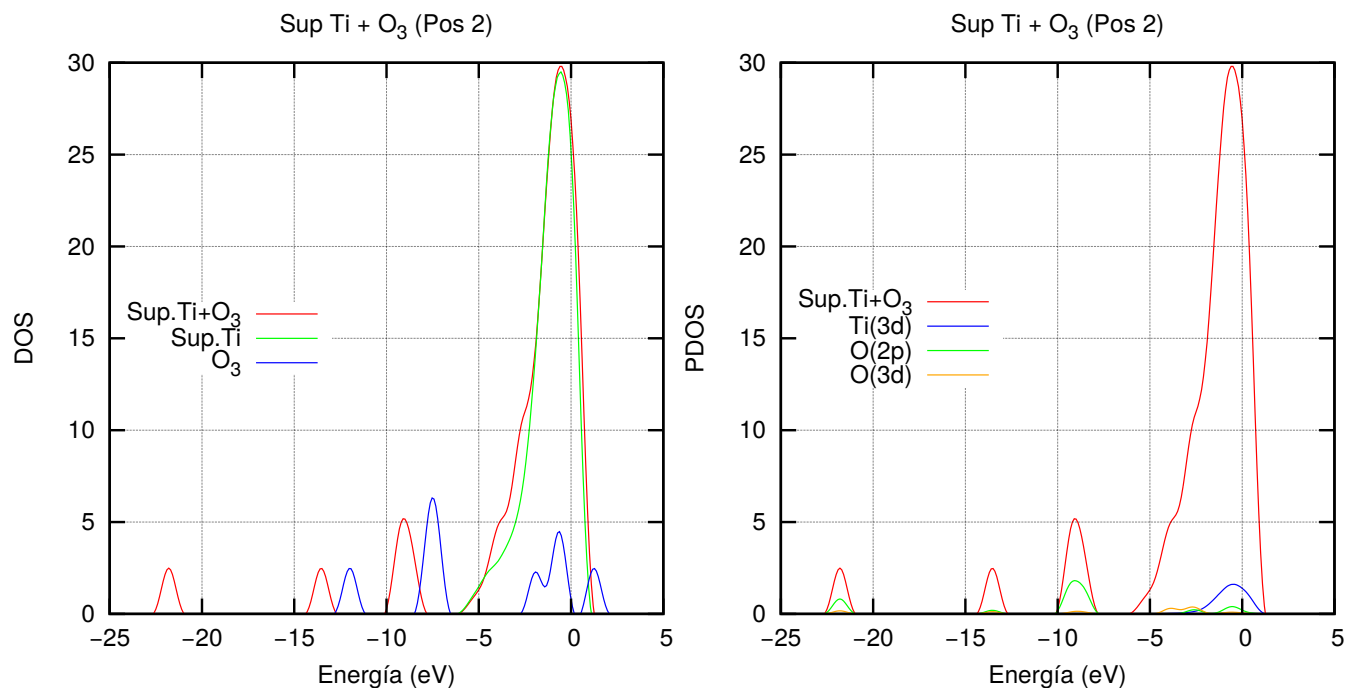 Sup Ti + O3 (Pos 2)
30
25
20
15
10
5
0
DOS
Sup.Ti+O3
Sup.Ti
O3
−25
−20
−15
−10
−5
0
5
Energía (eV)
Sup Ti + O3 (Pos 2)
30
25
20
15
10
5
0
PDOS
Sup.Ti+O3
Ti(3d)
O(2p)
O(3d)
−25
−20
−15
−10
−5
0
5
Energía (eV)